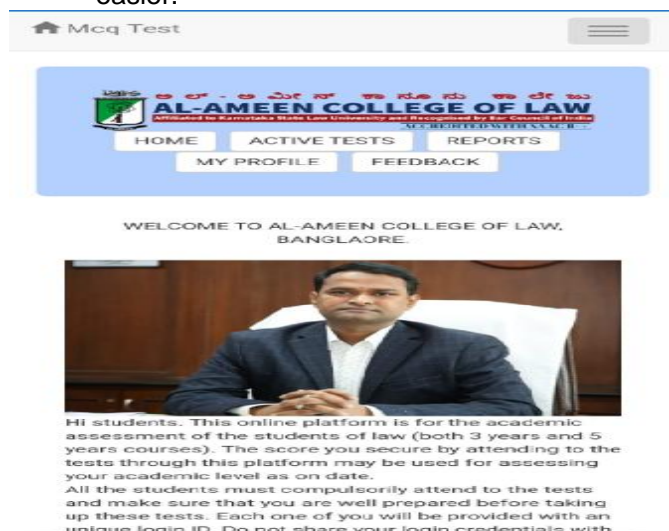 easier.
Mcq Test
ಅಲ್ - ಅಮೀನ್ ಕಾನೂನು ಕಾಲೇಜು
AL-AMEEN COLLEGE OF LAW
Affiliated to Karnataka State Law University and Recognised by Bar Council of India
ACCREDITED WITH NAAC B++
HOME ACTIVE TESTS REPORTS
MY PROFILE FEEDBACK
WELCOME TO AL-AMEEN COLLEGE OF LAW,
BANGLAORE.
Hi students. This online platform is for the academic
assessment of the students of law (both 3 years and 5
years courses). The score you secure by attending to the
tests through this platform may be used for assessing
your academic level as on date.
All the students must compulsorily attend to the tests
and make sure that you are well prepared before taking
up these tests. Each one of you will be provided with an
unique login ID. Do not share your login credentials with